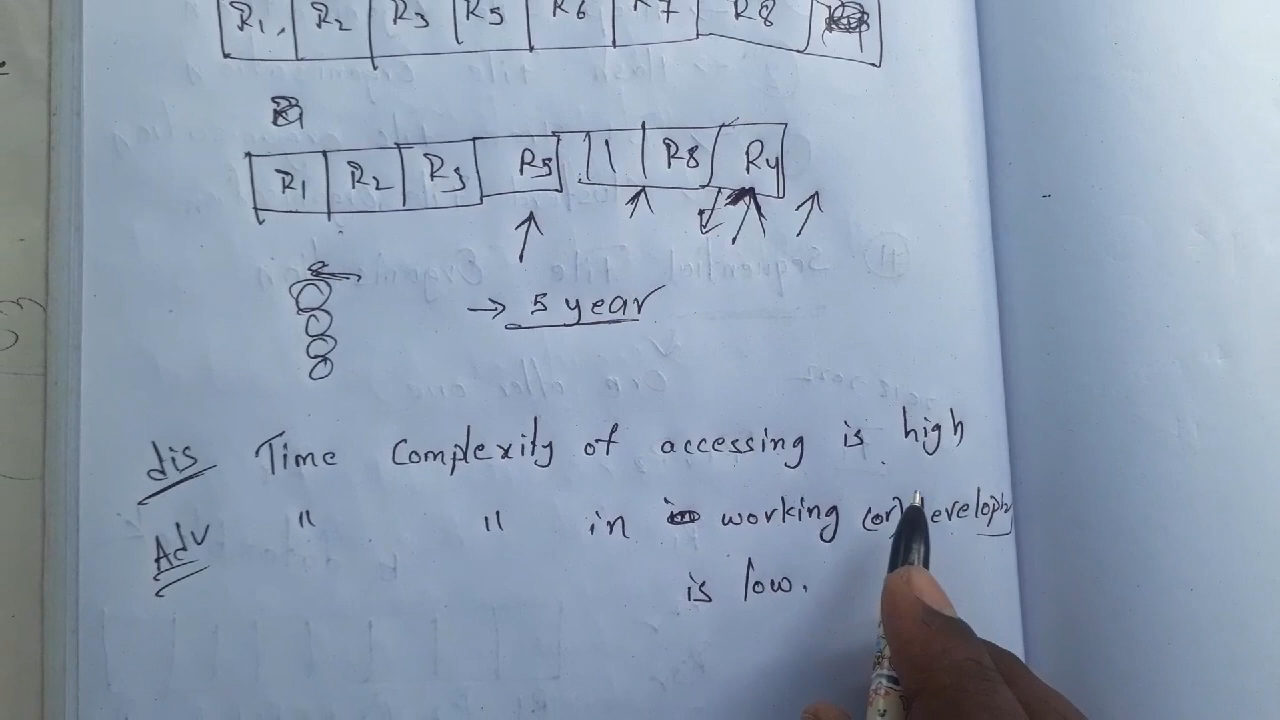 R1 R2 R3 R5 R6 R7 R8
R1 R2 R3 R5 R8 R4
→ 5 year
dis Time Complexity of accessing is high
Adv " " in working (or)
is low.